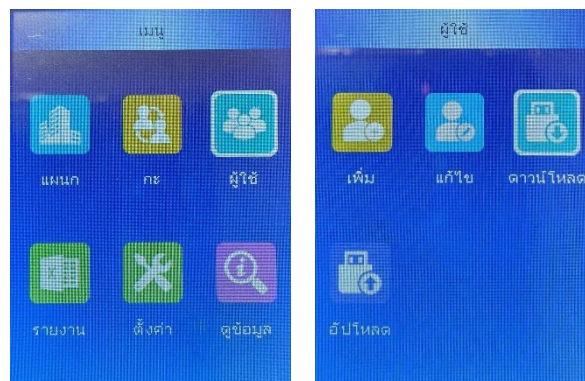 เมนู
แผนก
กะ
ผู้ใช้
รายงาน
ตั้งค่า
ดูข้อมูล
ผู้ใช้
เพิ่ม
แก้ไข
ดาวน์โหลด
อัปโหลด